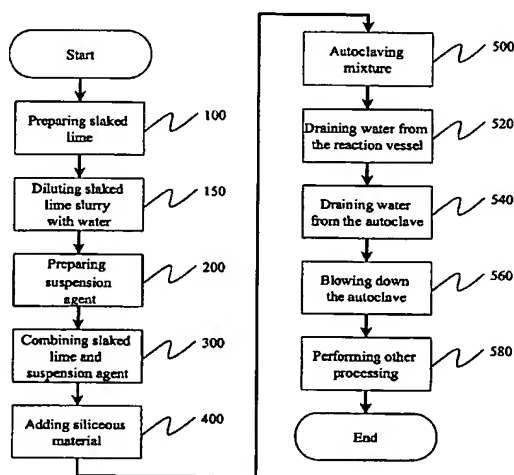 Start
Preparing slaked
lime
100
Diluting slaked
lime slurry with
water
150
Preparing
suspension
agent
200
Combining slaked
lime and
suspension agent
300
Adding siliceous
material
400
Autoclaving
mixture
500
Draining water from
the reaction vessel
520
Draining water
from the autoclave
540
Blowing down
the autoclave
560
Performing other
processing
580
End